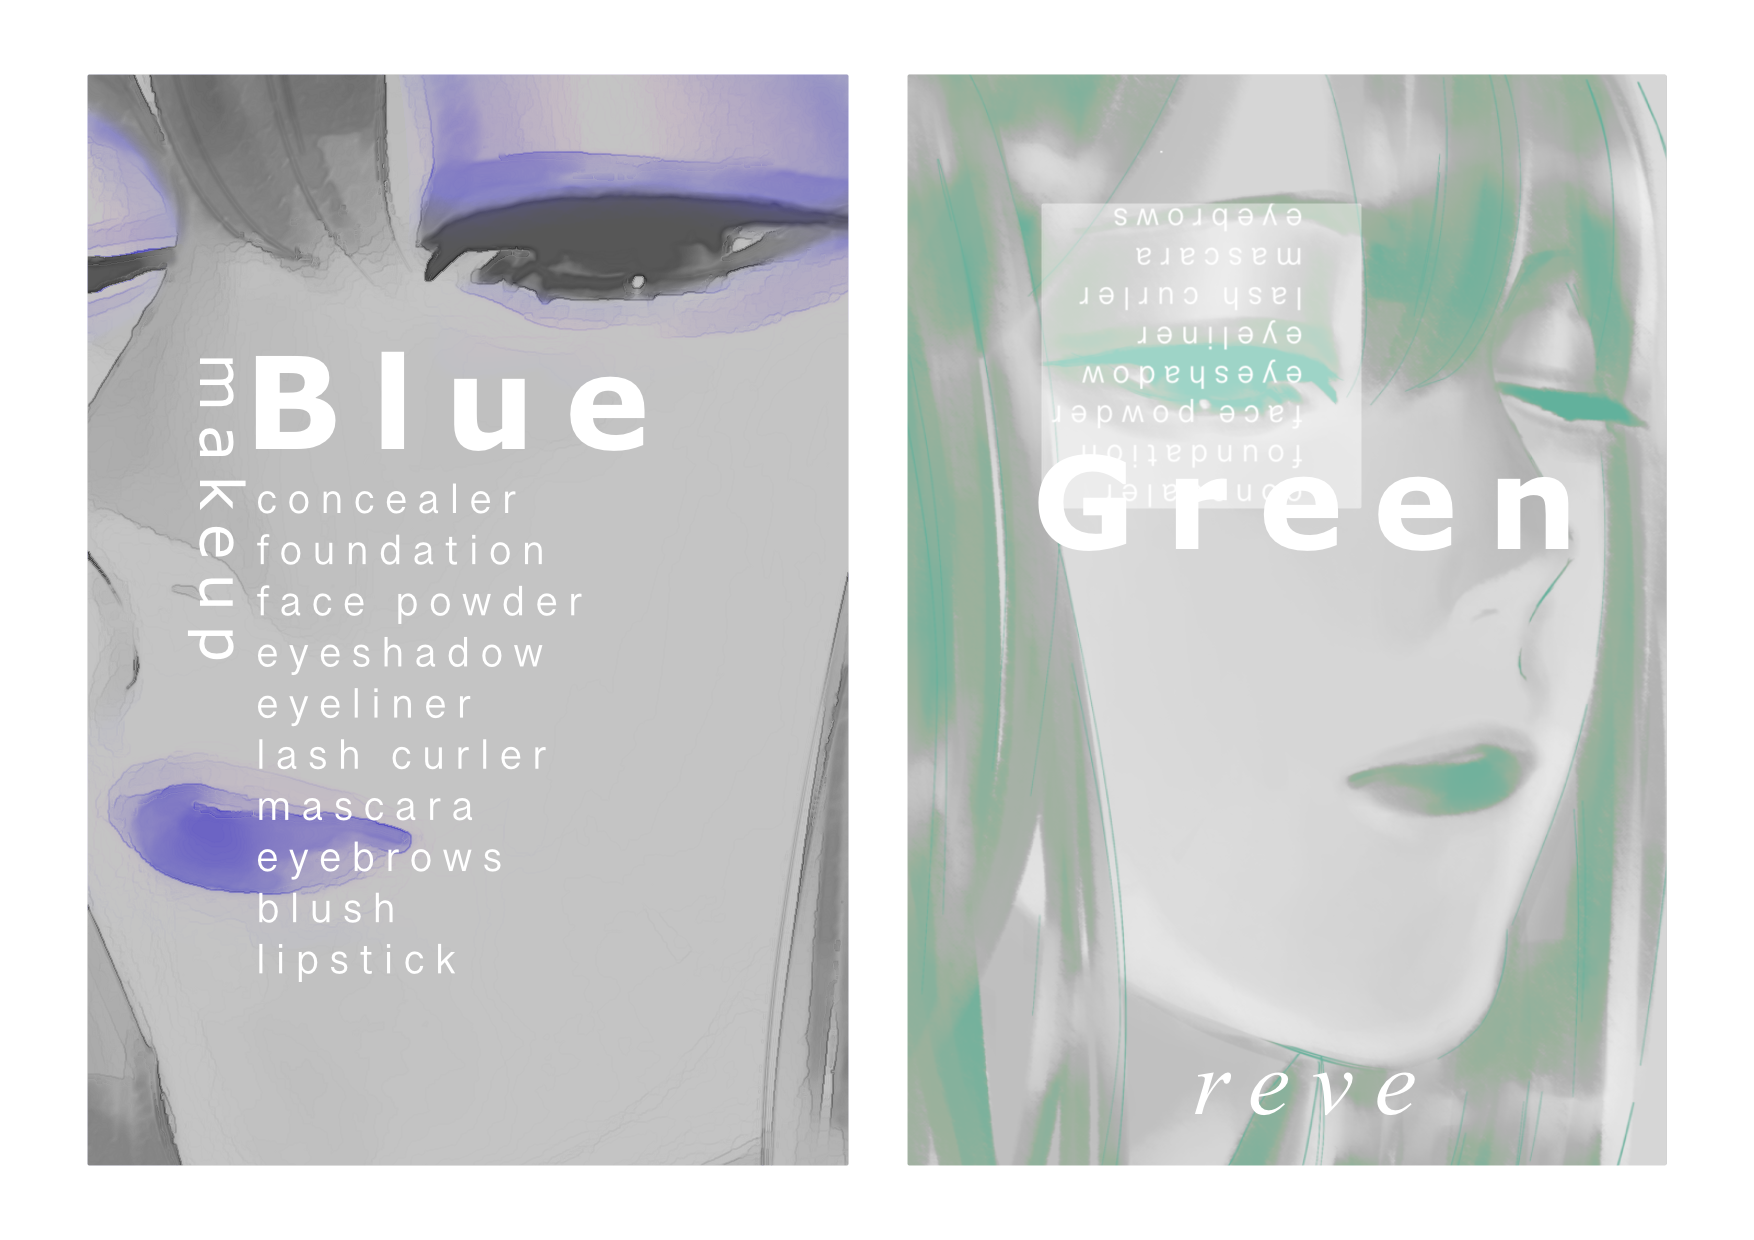 makeup
Blue
concealer
foundation
face powder
eyeshadow
eyeliner
lash curler
mascara
eyebrows
blush
lipstick
eyebrows
mascara
lash curler
eyeliner
eyeshadow
face powder
foundation
concealer
Green
reve